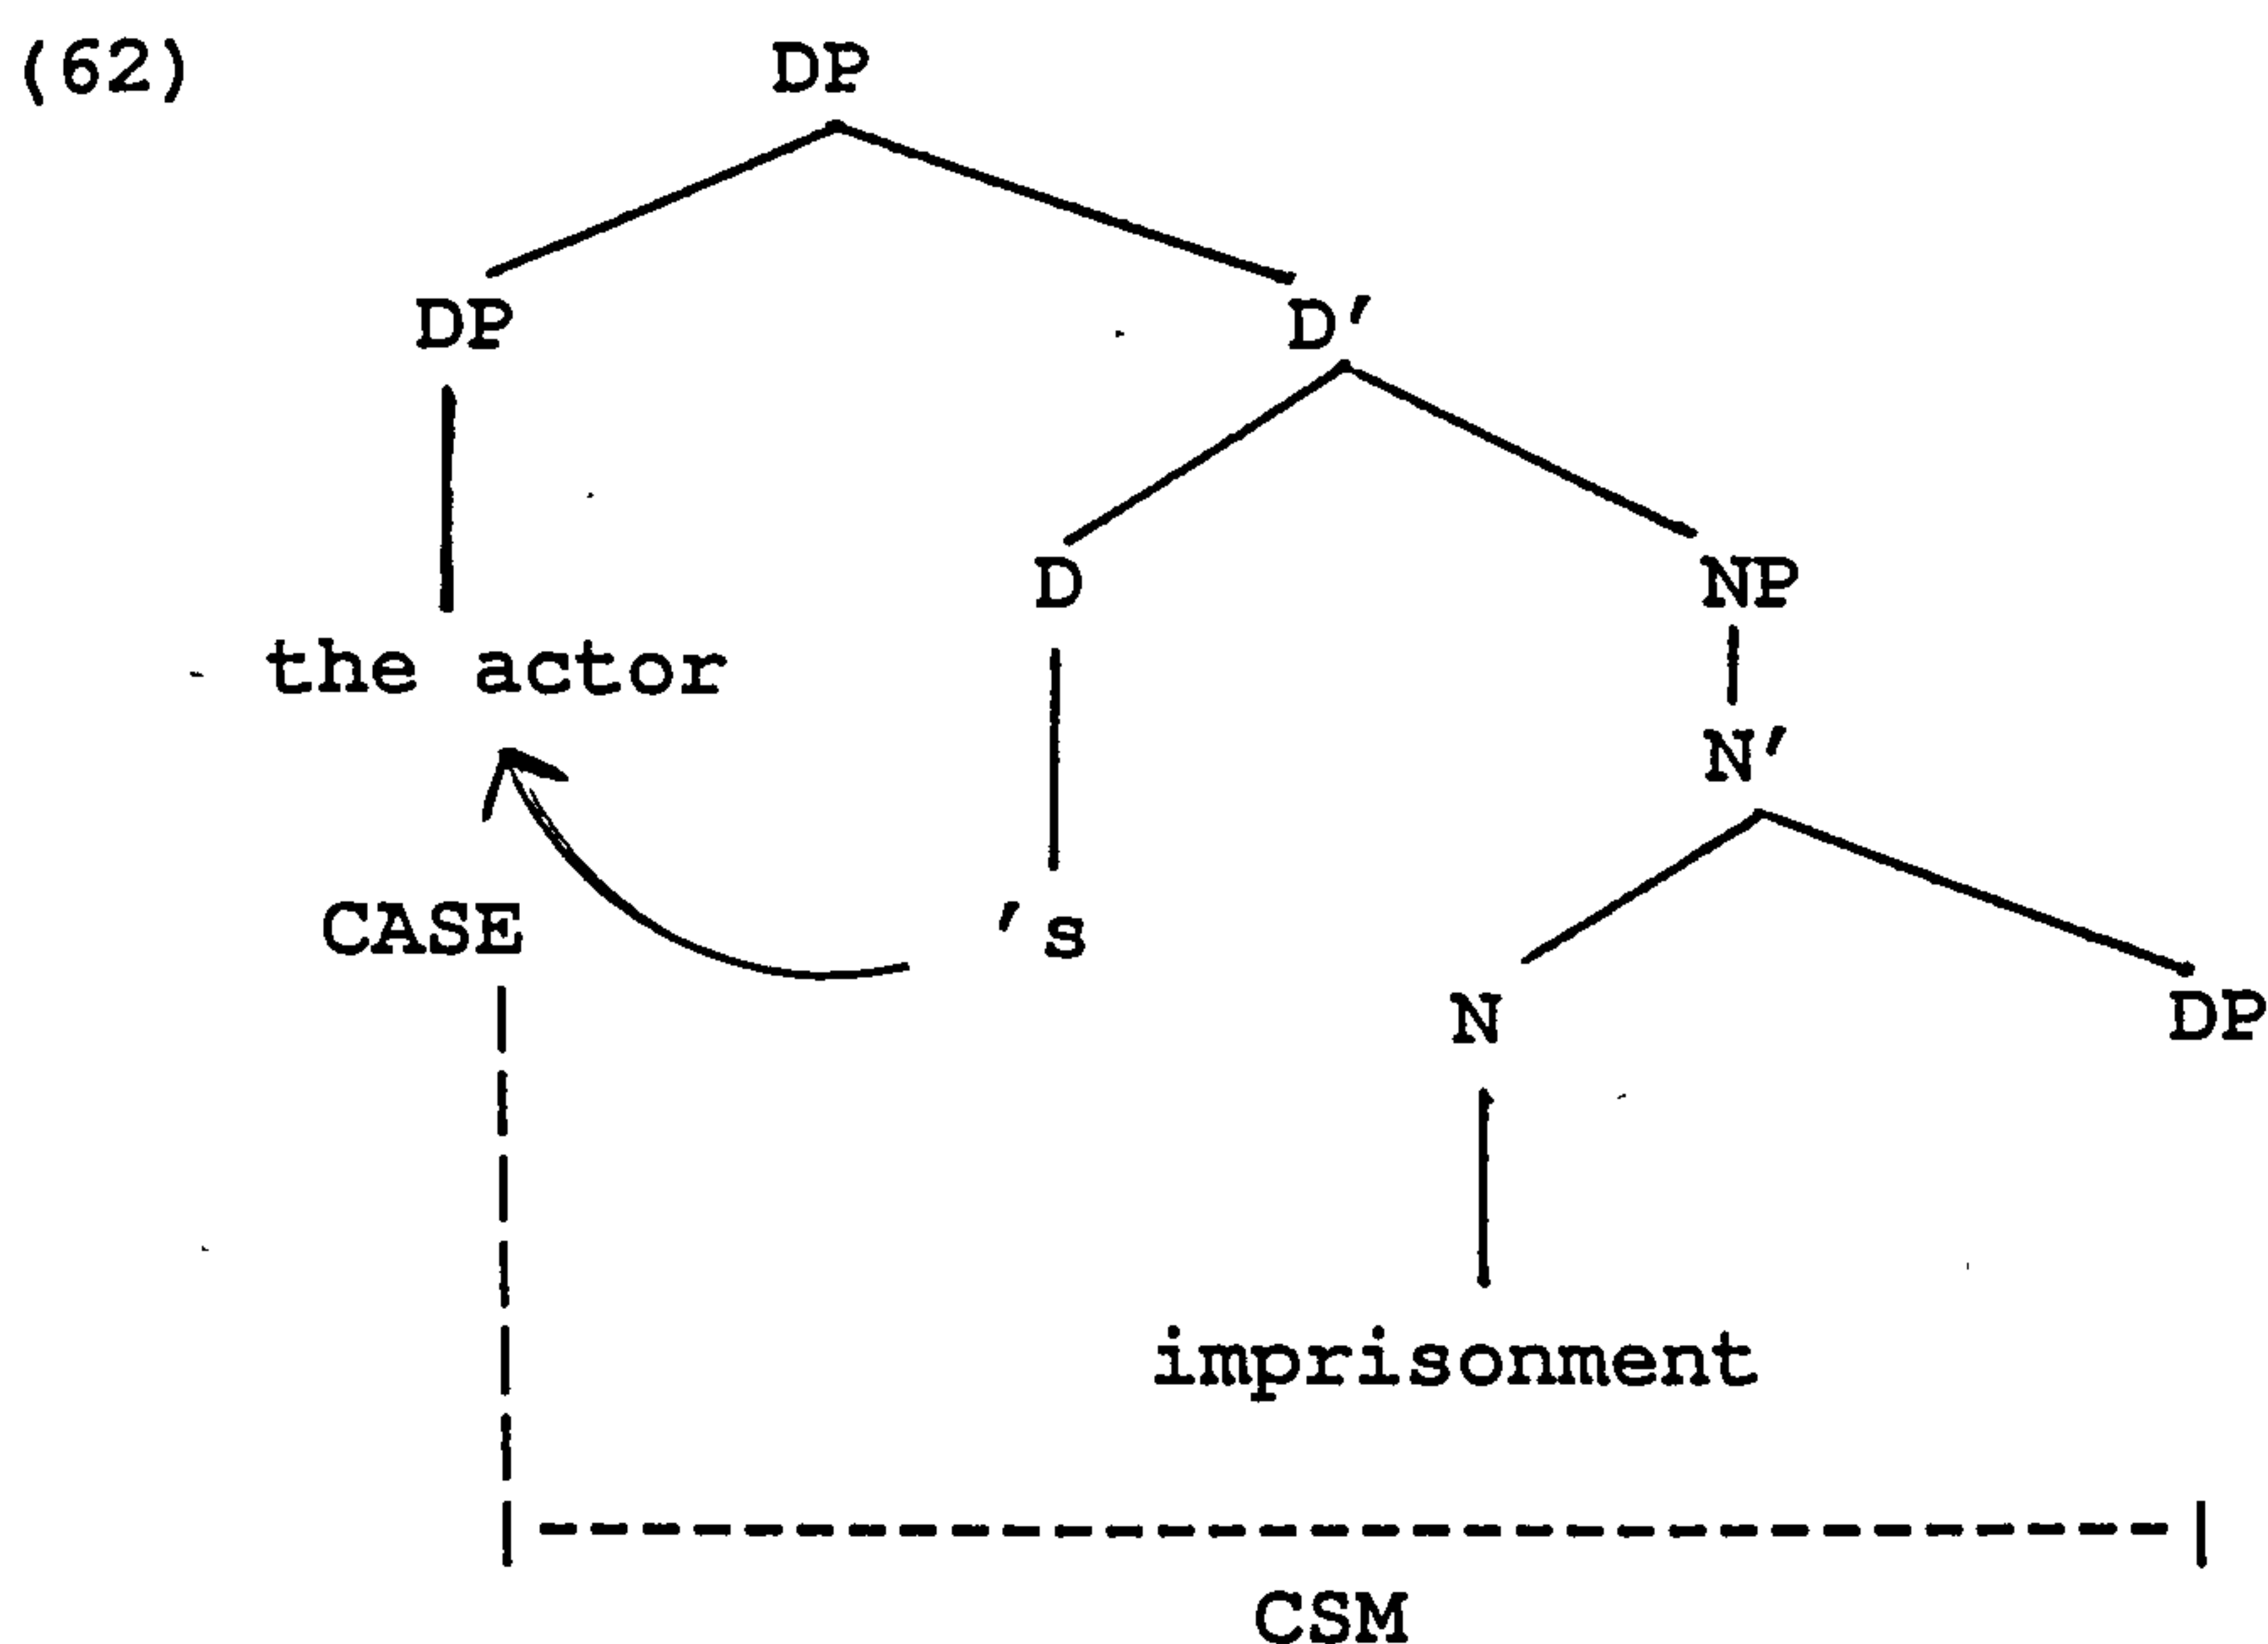 (62) DP
DP D′
D NP
the actor
N′
CASE ′s
N DP
imprisonment
CSM